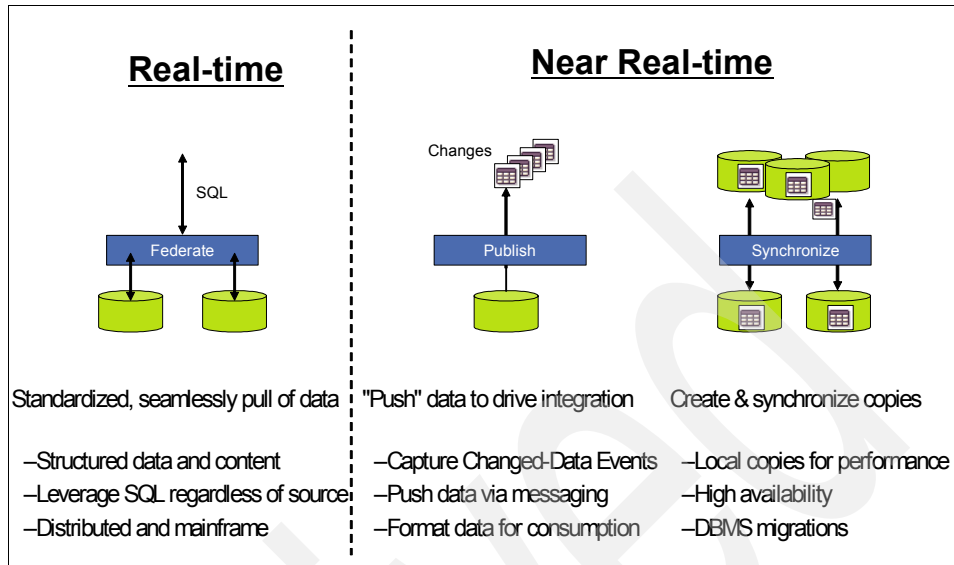 Real-time
Near Real-time
SQL
Federate
Changes
Publish
Synchronize
Standardized, seamlessly pull of data
–Structured data and content
–Leverage SQL regardless of source
–Distributed and mainframe
"Push" data to drive integration
–Capture Changed-Data Events
–Push data via messaging
–Format data for consumption
Create & synchronize copies
–Local copies for performance
–High availability
–DBMS migrations